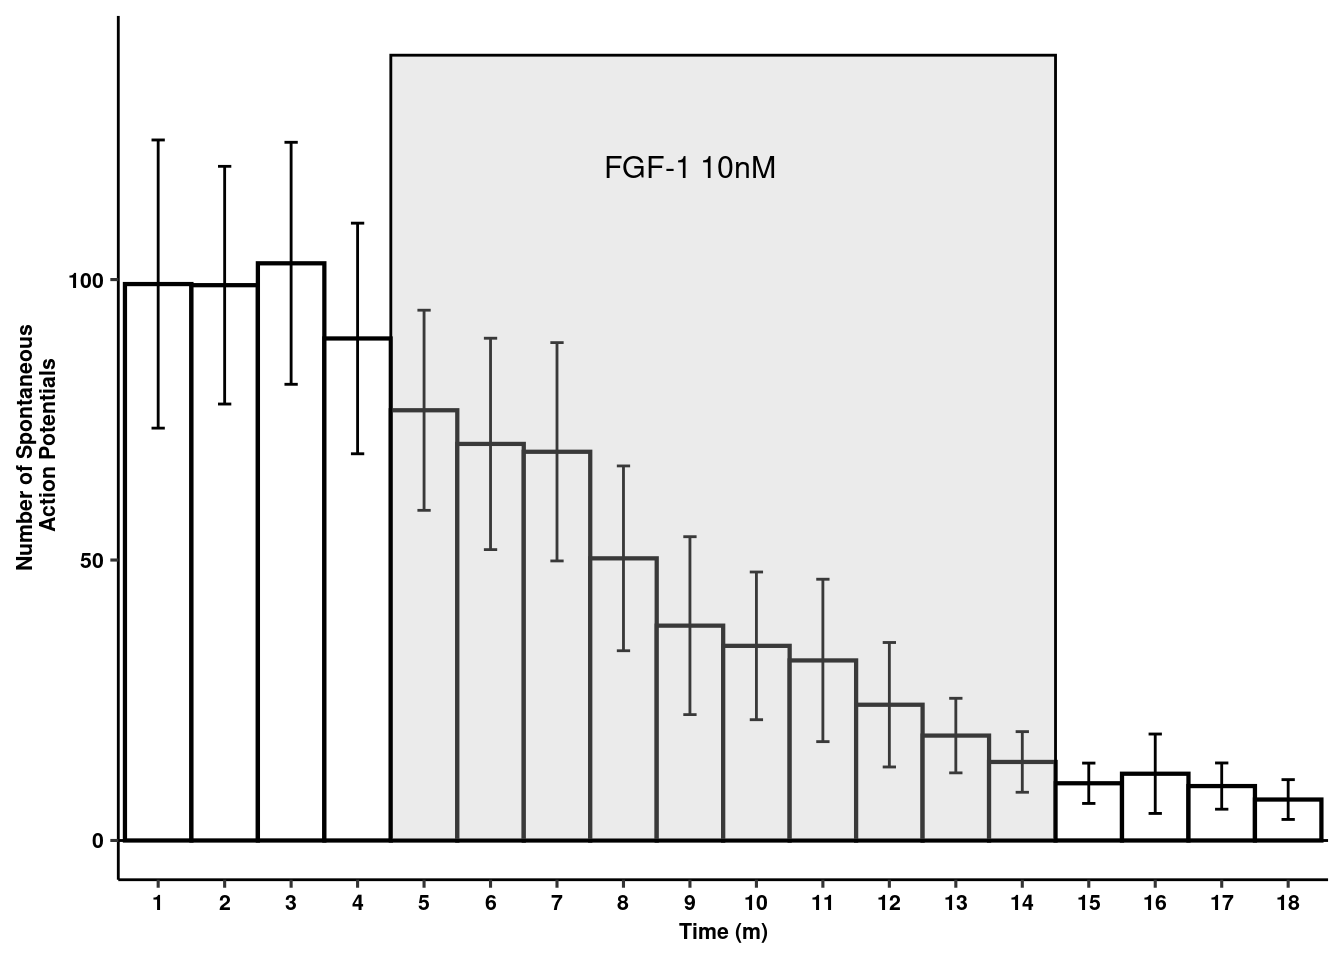 FGF-1 10nM
Number of Spontaneous
Action Potentials
100
50
0
1 2 3 4 5 6 7 8 9 10 11 12 13 14 15 16 17 18
Time (m)